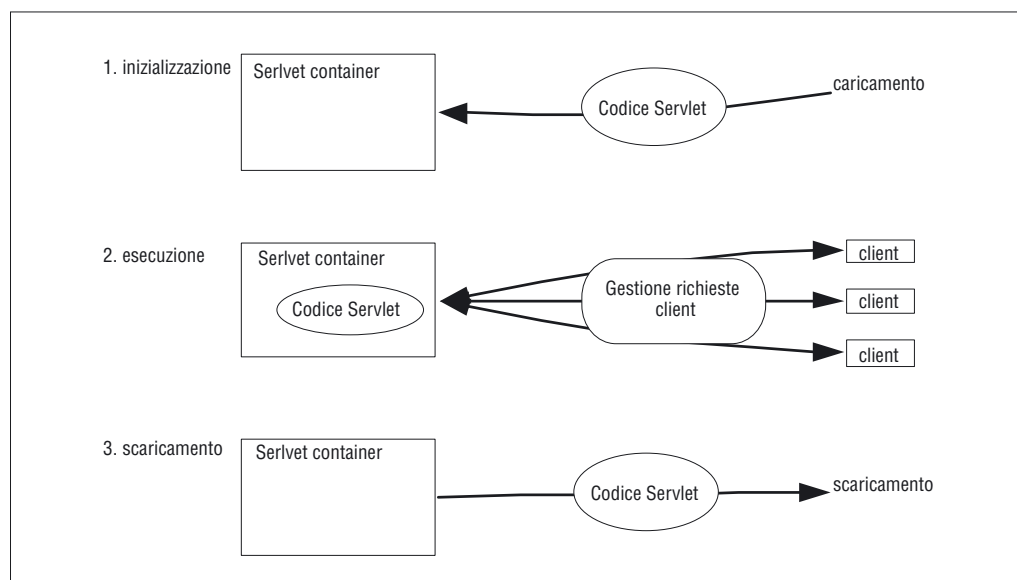 1. inizializzazione
Serlvet container
Codice Servlet
caricamento
2. esecuzione
Serlvet container
Codice Servlet
Gestione richieste
client
client
client
client
3. scaricamento
Serlvet container
Codice Servlet
scaricamento